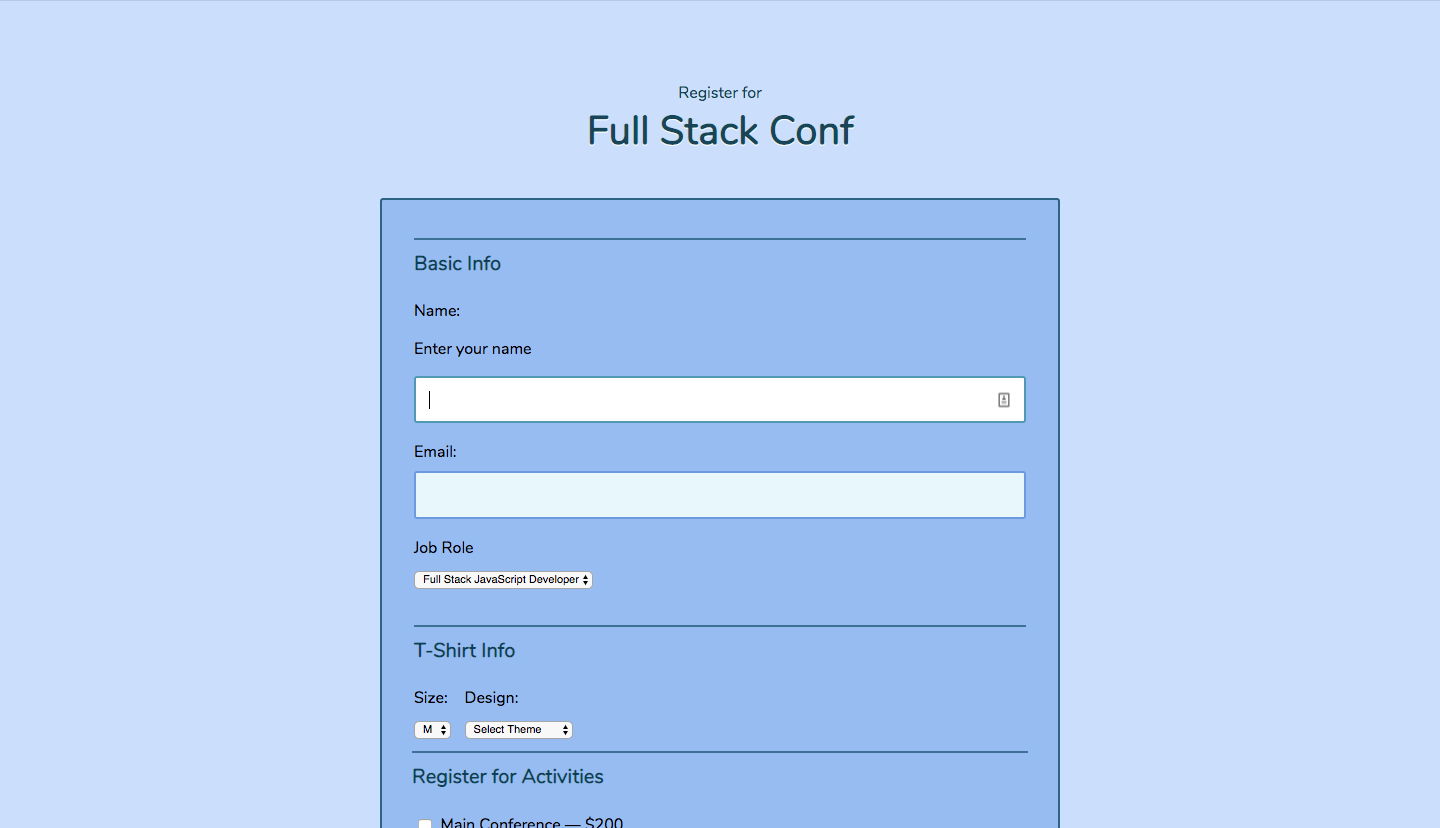 Register for
Full Stack Conf
Basic Info
Name:
Enter your name
Email:
Job Role
Full Stack JavaScript Developer
T-Shirt Info
Size: Design:
M Select Theme
Register for Activities
Main Conference — $200